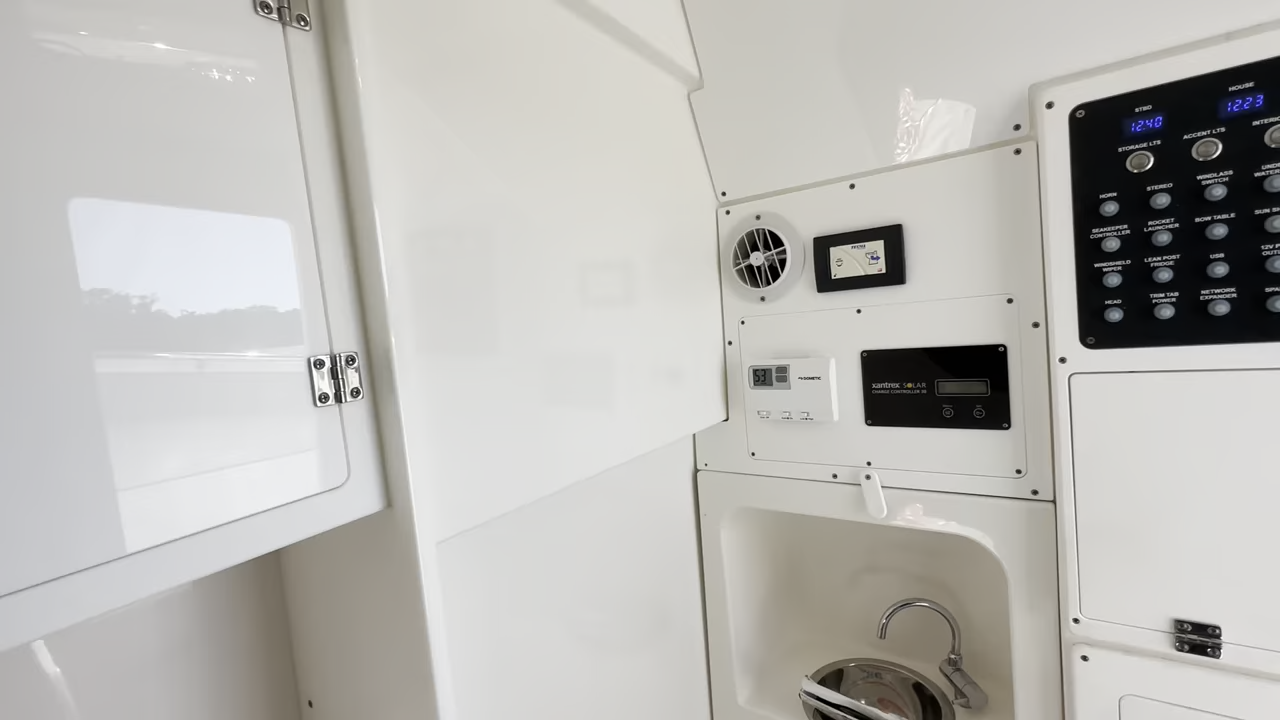 STBD
12.40
HOUSE
12.23
STORAGE LTS
ACCENT LTS
HORN
STEREO
WINDLASS
SWITCH
SEAKEEPER
CONTROLLER
ROCKET
LAUNCHER
BOW TABLE
WINDSHIELD
WIPER
LEAN POST
FRIDGE
USB
HEAD
TRIM TAB
POWER
NETWORK
EXPANDER
TECMA
53
DOMETIC
xantrex SOLAR
CHARGE CONTROLLER 30